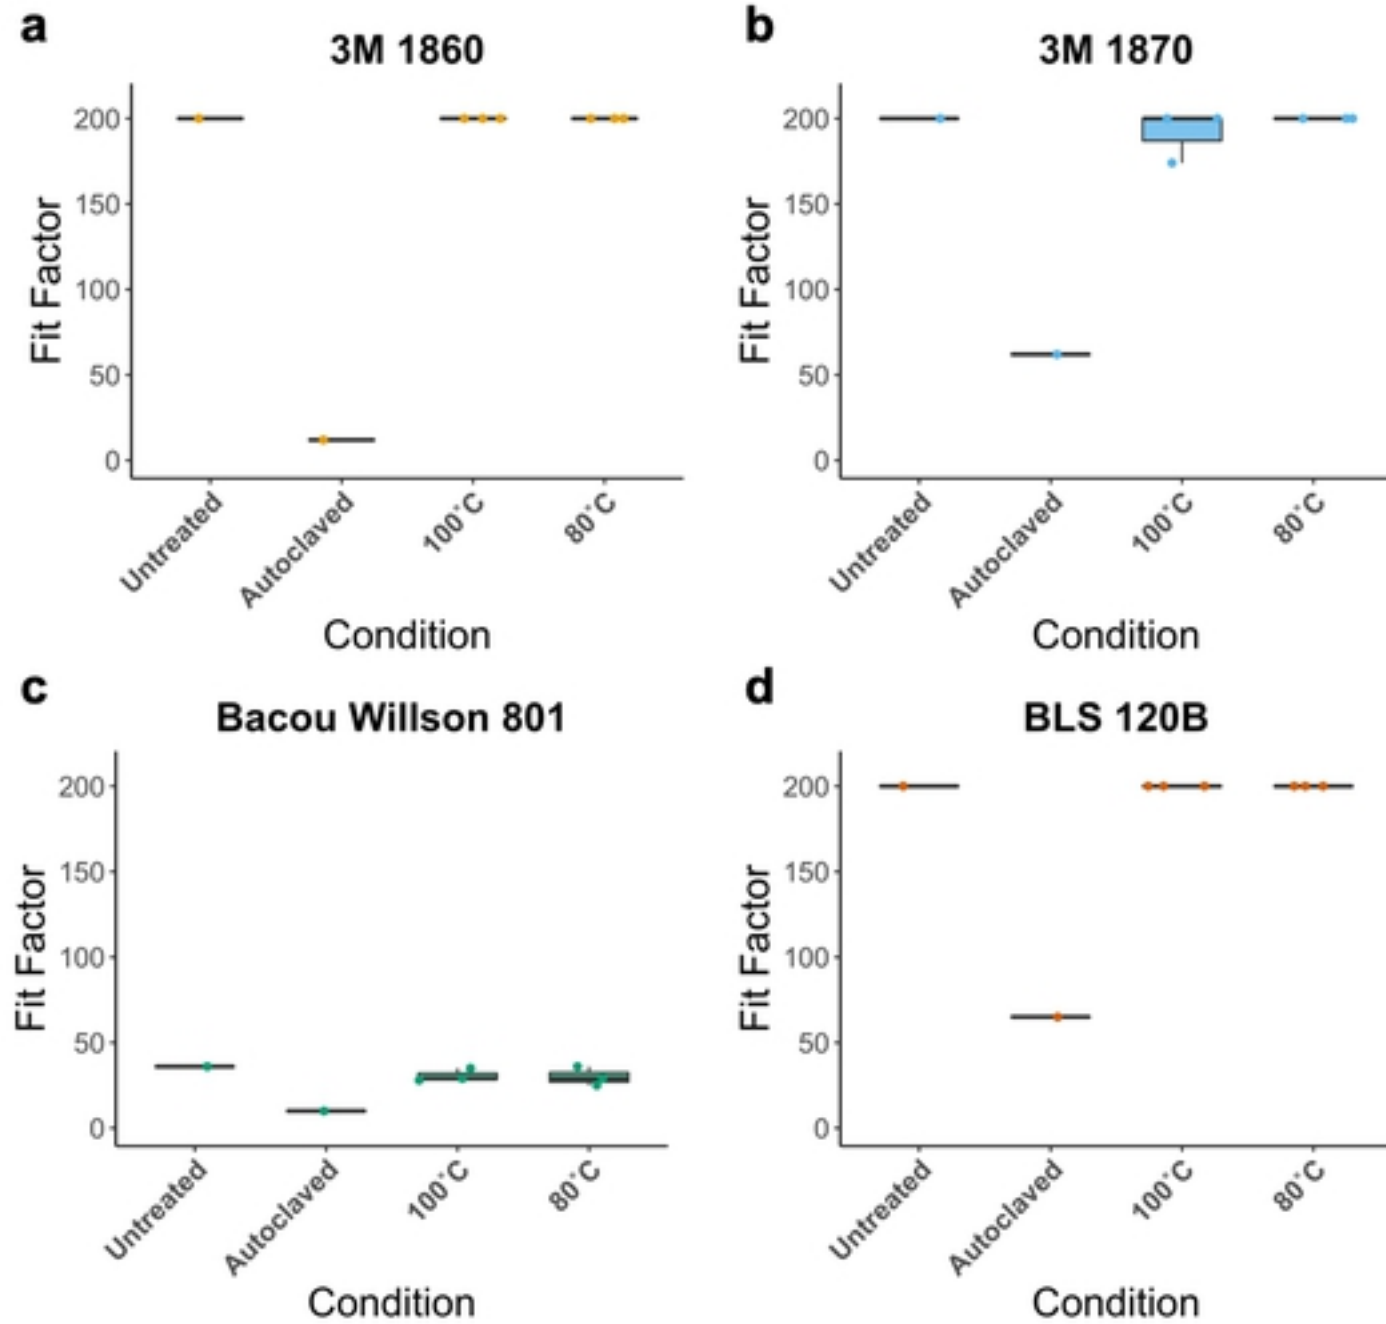 a
3M 1860
Fit Factor
200
150
100
50
0
Untreated
Autoclaved
100°C
80°C
Condition
b
3M 1870
Fit Factor
200
150
100
50
0
Untreated
Autoclaved
100°C
80°C
Condition
c
Bacou Willson 801
Fit Factor
200
150
100
50
0
Untreated
Autoclaved
100°C
80°C
Condition
d
BLS 120B
Fit Factor
200
150
100
50
0
Untreated
Autoclaved
100°C
80°C
Condition